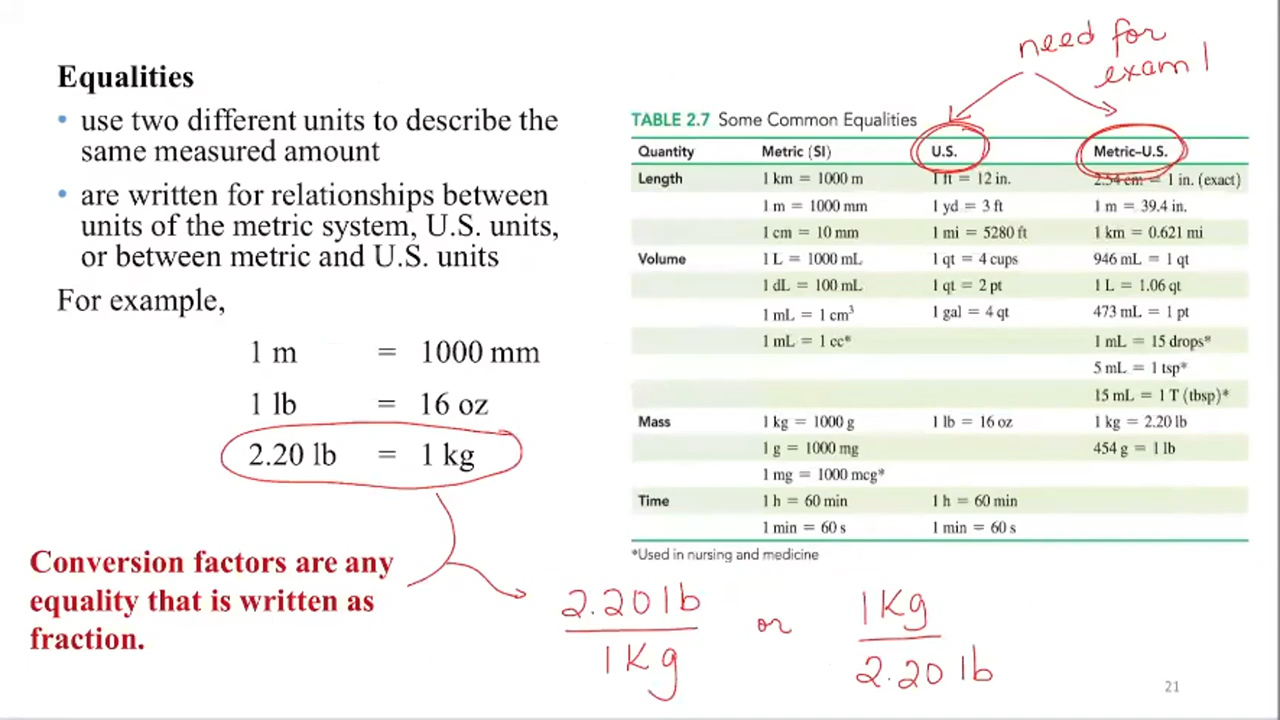 need for
exam 1
Equalities
• use two different units to describe the
same measured amount
• are written for relationships between
units of the metric system, U.S. units,
or between metric and U.S. units
For example,
1 m = 1000 mm
1 lb = 16 oz
2.20 lb = 1 kg
Conversion factors are any
equality that is written as
fraction.
TABLE 2.7 Some Common Equalities
Quantity Metric (SI) U.S. Metric–U.S.
Length 1 km = 1000 m 1 ft = 12 in. 2.54 cm = 1 in. (exact)
1 m = 1000 mm 1 yd = 3 ft 1 m = 39.4 in.
1 cm = 10 mm 1 mi = 5280 ft 1 km = 0.621 mi
Volume 1 L = 1000 mL 1 qt = 4 cups 946 mL = 1 qt
1 dL = 100 mL 1 qt = 2 pt 1 L = 1.06 qt
1 mL = 1 cm³ 1 gal = 4 qt 473 mL = 1 pt
1 mL = 1 cc* 1 mL = 15 drops*
5 mL = 1 tsp*
15 mL = 1 T (tbsp)*
Mass 1 kg = 1000 g 1 lb = 16 oz 1 kg = 2.20 lb
1 g = 1000 mg 454 g = 1 lb
1 mg = 1000 mcg*
Time 1 h = 60 min 1 h = 60 min
1 min = 60 s 1 min = 60 s
*Used in nursing and medicine
2.20 lb or 1 Kg
1 Kg 2.20 lb
21